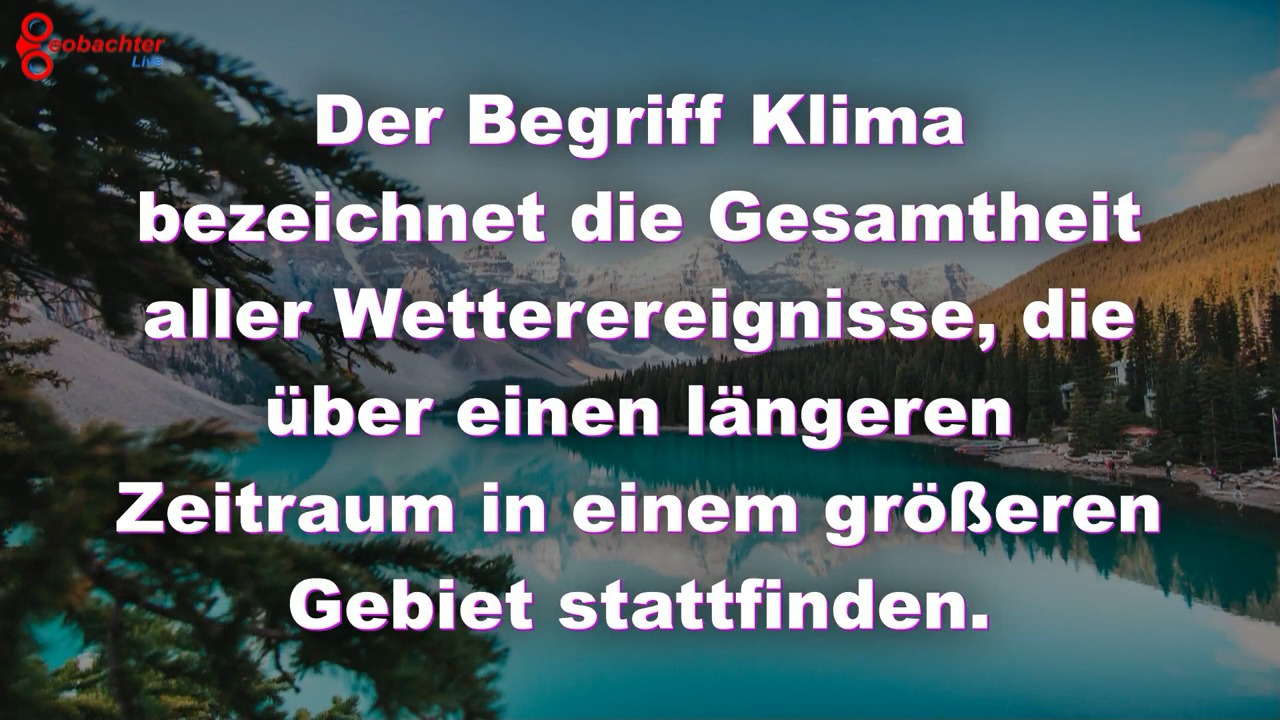 Beobachter
Live
Der Begriff Klima
bezeichnet die Gesamtheit
aller Wetterereignisse, die
über einen längeren
Zeitraum in einem größeren
Gebiet stattfinden.